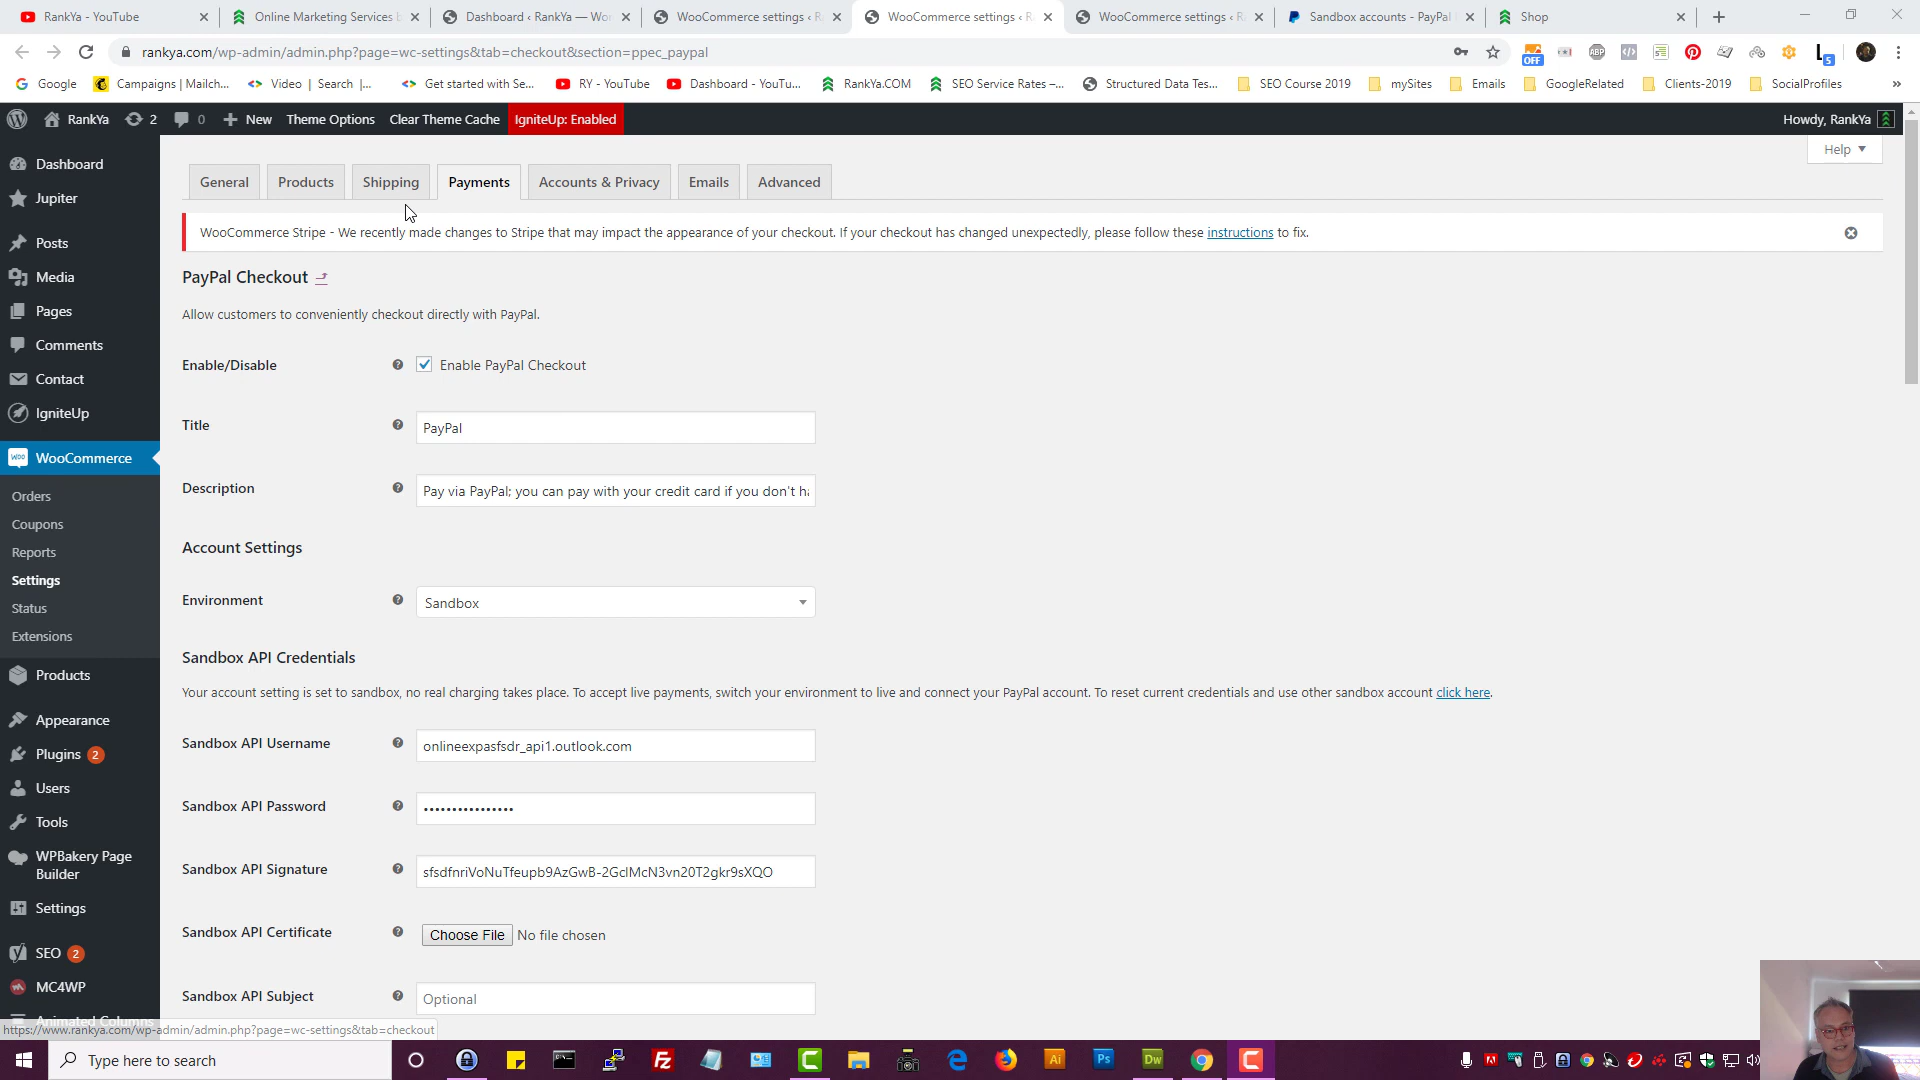 RankYa - YouTube
Online Marketing Services b
Dashboard ‹ RankYa — Wo
WooCommerce settings ‹ R
WooCommerce settings ‹ R
WooCommerce settings ‹ R
Sandbox accounts - PayPal
Shop
rankya.com/wp-admin/admin.php?page=wc-settings&tab=checkout&section=ppec_paypal
OFF
ABP
5
Google
Campaigns | Mailch...
Video | Search |...
Get started with Se...
RY - YouTube
Dashboard - YouTu...
RankYa.COM
SEO Service Rates –...
Structured Data Tes...
SEO Course 2019
mySites
Emails
GoogleRelated
Clients-2019
SocialProfiles
»
RankYa
2
0
New
Theme Options
Clear Theme Cache
IgniteUp: Enabled
Howdy, RankYa
Help
Dashboard
Jupiter
Posts
Media
Pages
Comments
Contact
IgniteUp
WooCommerce
Orders
Coupons
Reports
Settings
Status
Extensions
Products
Appearance
Plugins 2
Users
Tools
WPBakery Page
Builder
Settings
SEO 2
MC4WP
Animated Columns
General
Products
Shipping
Payments
Accounts & Privacy
Emails
Advanced
WooCommerce Stripe - We recently made changes to Stripe that may impact the appearance of your checkout. If your checkout has changed unexpectedly, please follow these instructions to fix.
PayPal Checkout
Allow customers to conveniently checkout directly with PayPal.
Enable/Disable
Enable PayPal Checkout
Title
PayPal
Description
Pay via PayPal; you can pay with your credit card if you don't ha
Account Settings
Environment
Sandbox
Sandbox API Credentials
Your account setting is set to sandbox, no real charging takes place. To accept live payments, switch your environment to live and connect your PayPal account. To reset current credentials and use other sandbox account click here.
Sandbox API Username
onlineexpasfsdr_api1.outlook.com
Sandbox API Password
••••••••••••••••
Sandbox API Signature
sfsdfnriVoNuTfeupb9AzGwB-2GclMcN3vn20T2gkr9sXQO
Sandbox API Certificate
Choose File No file chosen
Sandbox API Subject
Optional
https://www.rankya.com/wp-admin/admin.php?page=wc-settings&tab=checkout
Type here to search
Fz
Ai
Ps
Dw